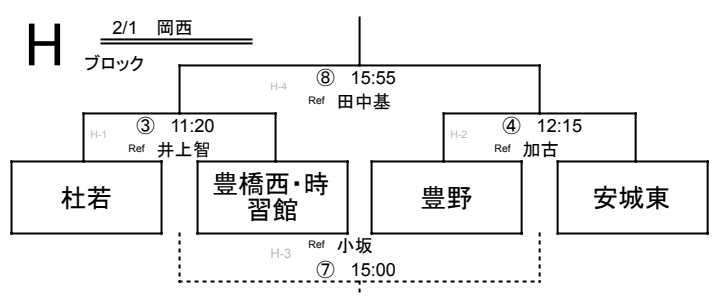 H
2/1 岡西
ブロック
H-4
⑧ 15:55
Ref 田中基
H-1
③ 11:20
Ref 井上智
H-2
④ 12:15
Ref 加古
杜若
豊橋西・時
習館
豊野
安城東
H-3
Ref 小坂
⑦ 15:00